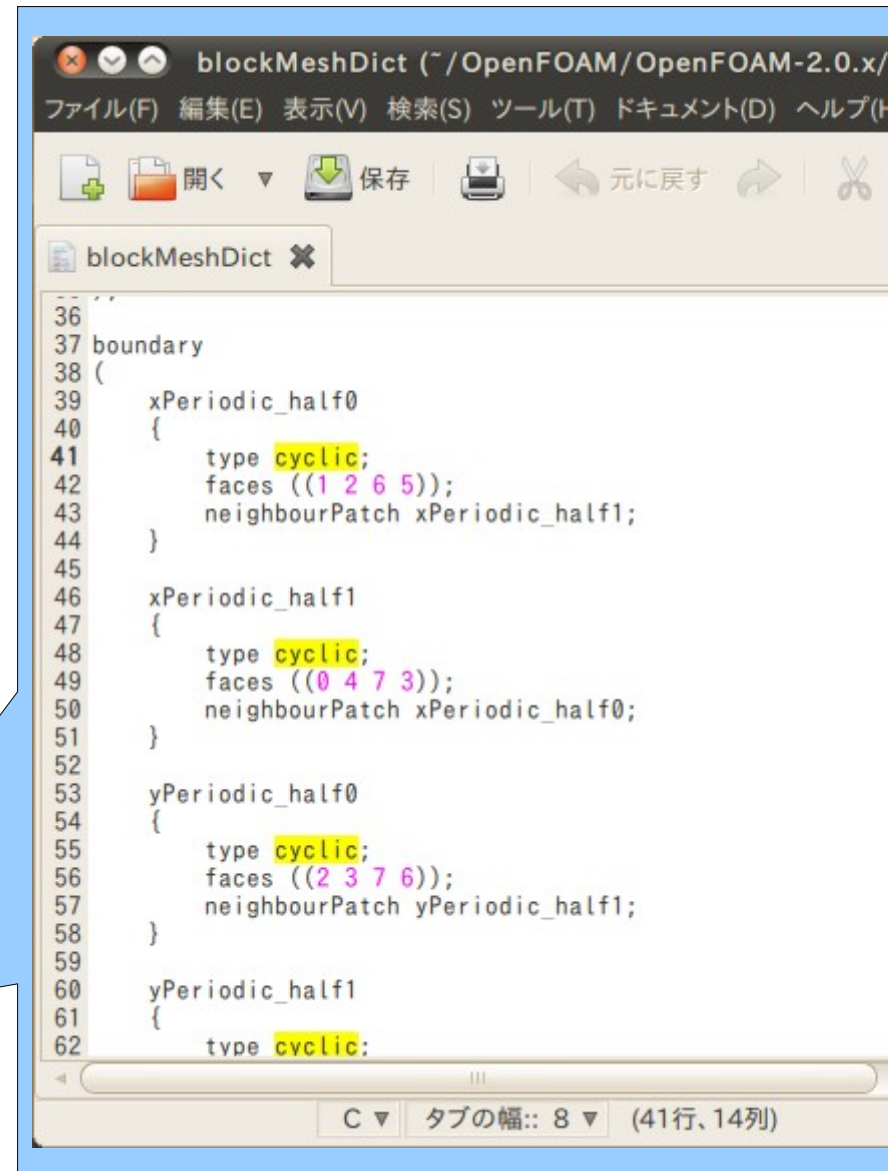 blockMeshDict (~/OpenFOAM/OpenFOAM-2.0.x/
ファイル(F) 編集(E) 表示(V) 検索(S) ツール(T) ドキュメント(D) ヘルプ(H
開く 保存 元に戻す
blockMeshDict
36
37 boundary
38 (
39 xPeriodic_half0
40 {
41 type cyclic;
42 faces ((1 2 6 5));
43 neighbourPatch xPeriodic_half1;
44 }
45
46 xPeriodic_half1
47 {
48 type cyclic;
49 faces ((0 4 7 3));
50 neighbourPatch xPeriodic_half0;
51 }
52
53 yPeriodic_half0
54 {
55 type cyclic;
56 faces ((2 3 7 6));
57 neighbourPatch yPeriodic_half1;
58 }
59
60 yPeriodic_half1
61 {
62 type cyclic;
C タブの幅:: 8 (41行、14列)